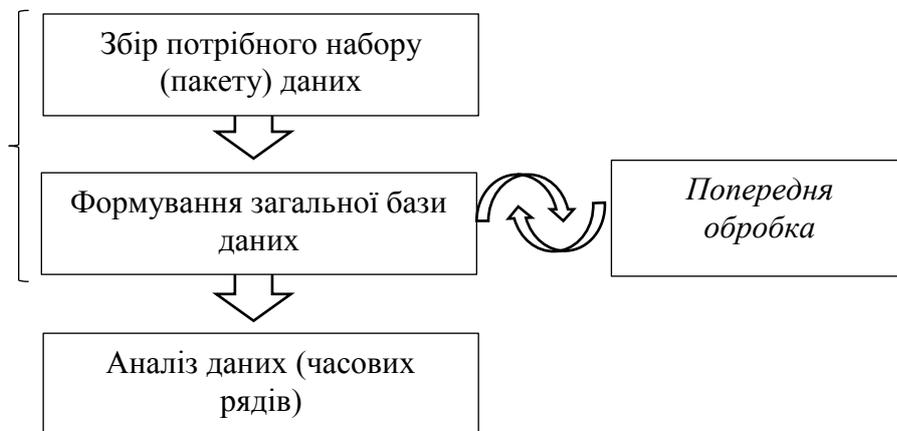 Збір потрібного набору
(пакету) даних
Формування загальної бази
даних
Попередня
обробка
Аналіз даних (часових
рядів)